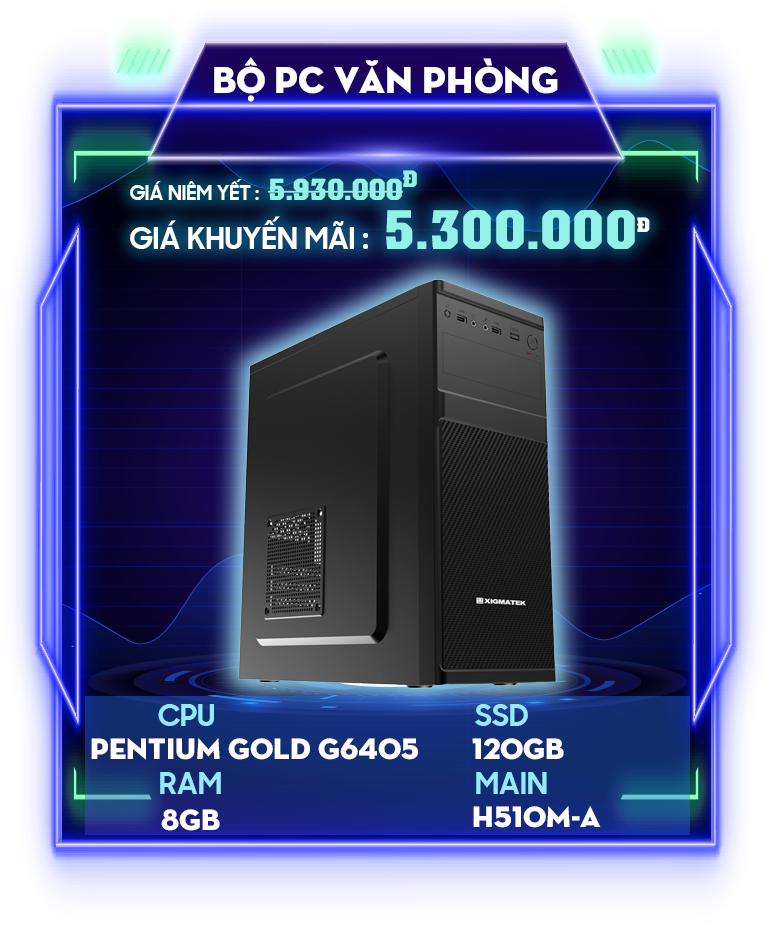 BỘ PC VĂN PHÒNG
GIÁ NIÊM YẾT : 5.930.000Đ
GIÁ KHUYẾN MÃI : 5.300.000Đ
XIGMATEK
CPU SSD
PENTIUM GOLD G6405 120GB
RAM MAIN
8GB H510M-A